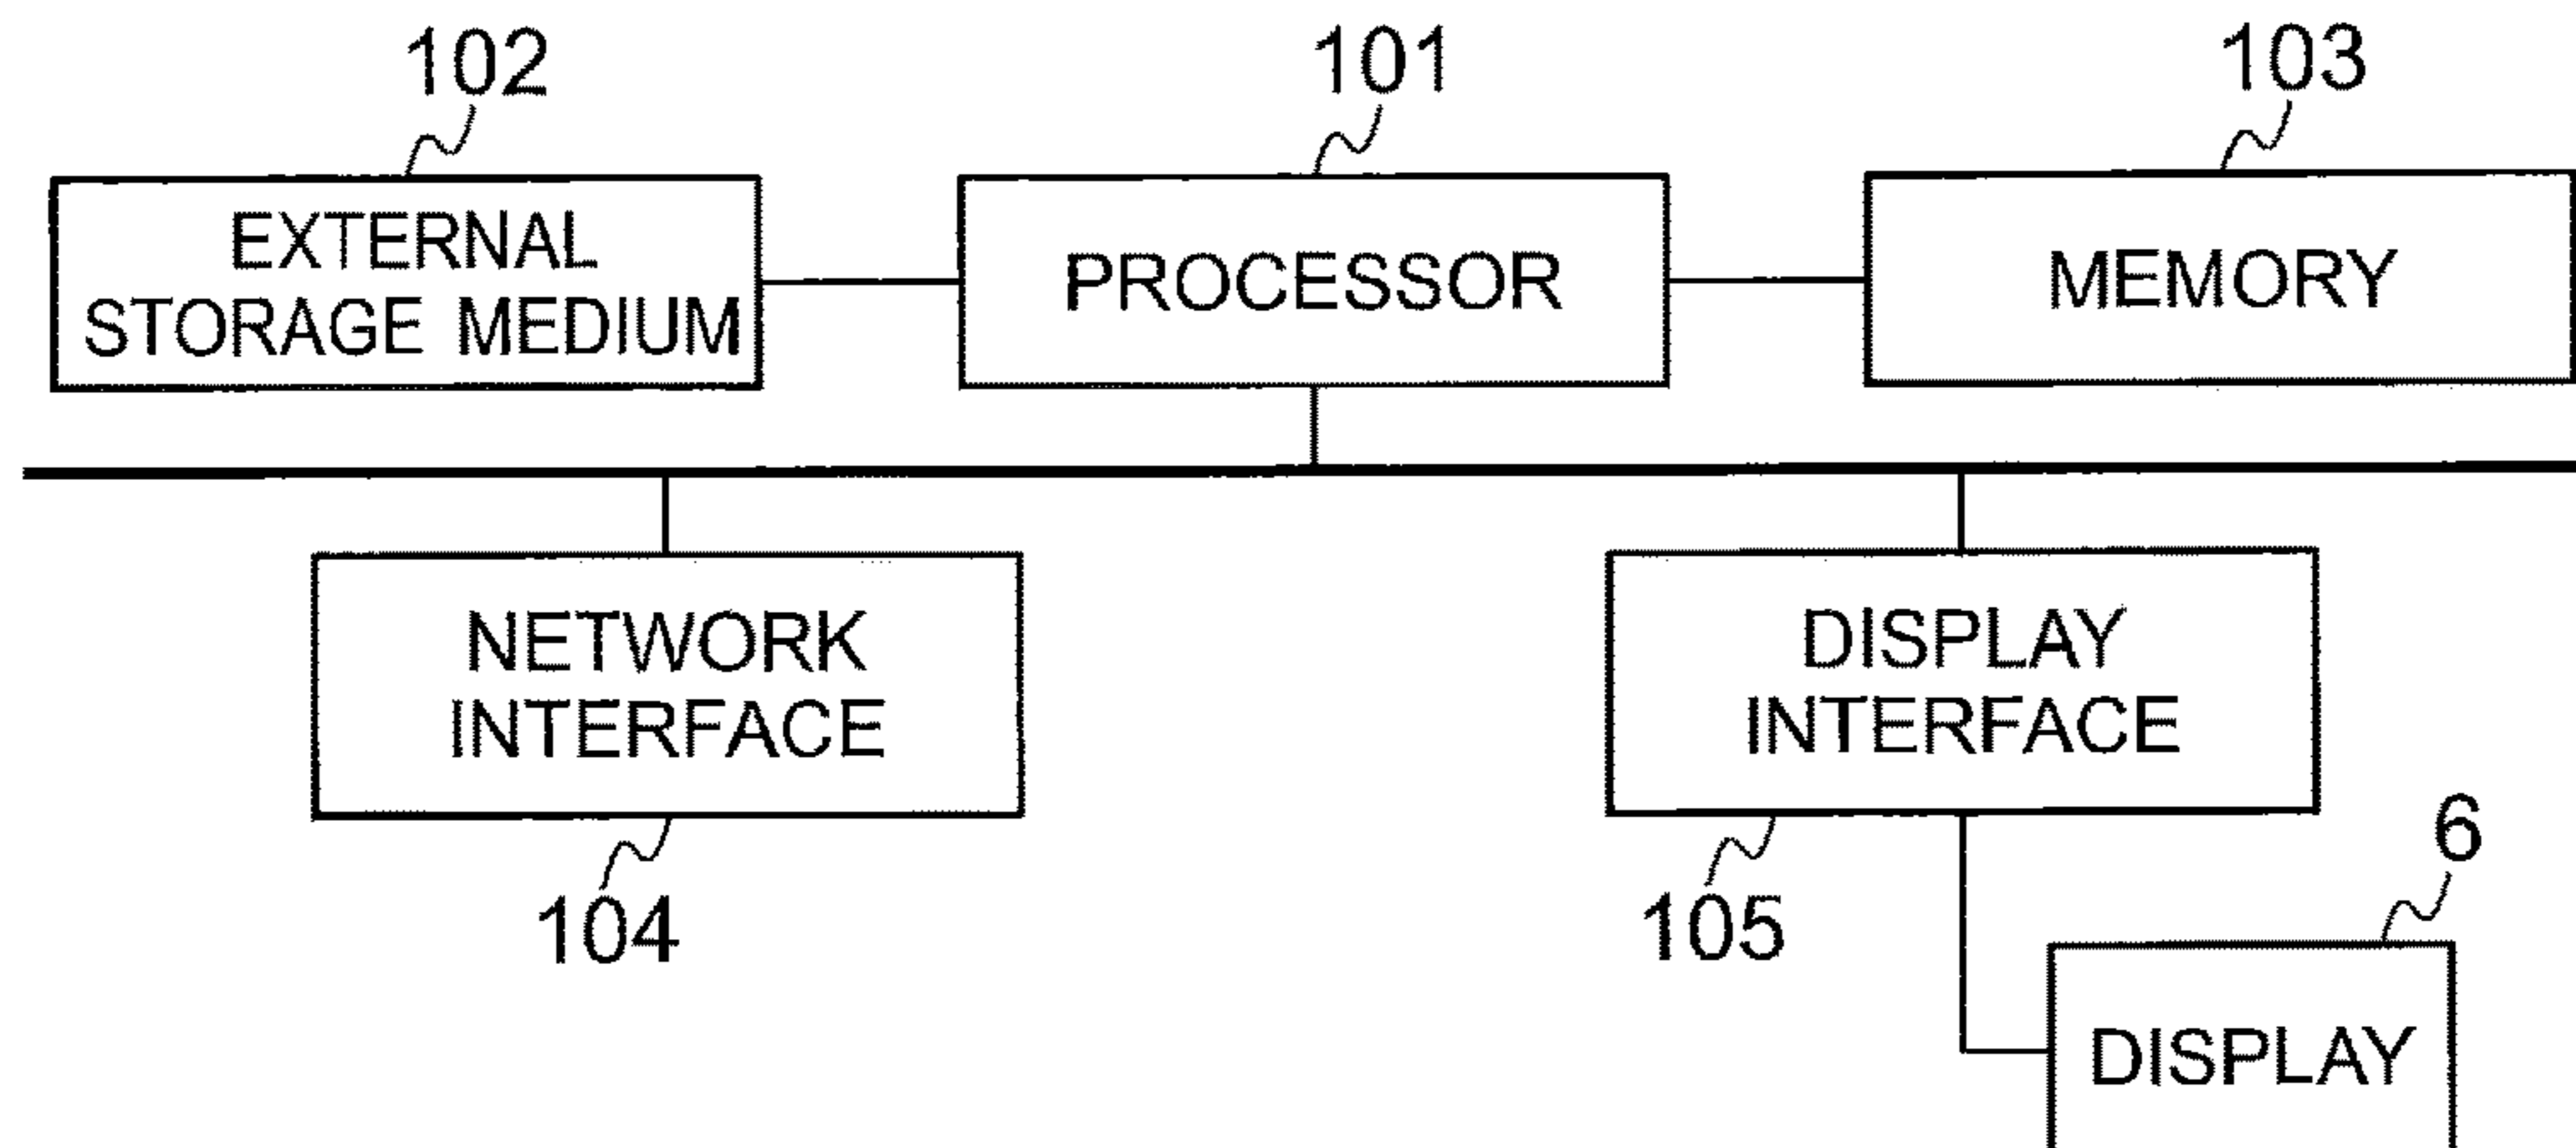 102
101
103
EXTERNAL
STORAGE MEDIUM
PROCESSOR
MEMORY
NETWORK
INTERFACE
DISPLAY
INTERFACE
104
105
6
DISPLAY